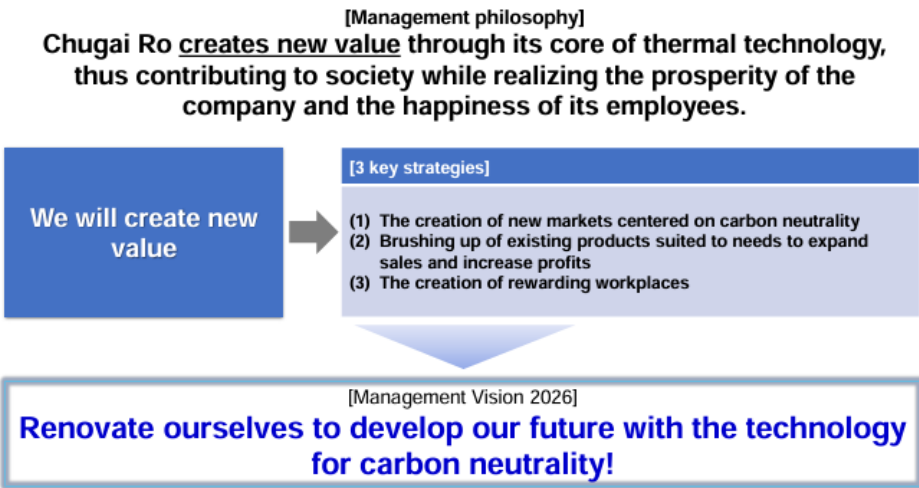 [Management philosophy]
Chugai Ro creates new value through its core of thermal technology,
thus contributing to society while realizing the prosperity of the
company and the happiness of its employees.
We will create new
value
[3 key strategies]
(1) The creation of new markets centered on carbon neutrality
(2) Brushing up of existing products suited to needs to expand
sales and increase profits
(3) The creation of rewarding workplaces
[Management Vision 2026]
Renovate ourselves to develop our future with the technology
for carbon neutrality!